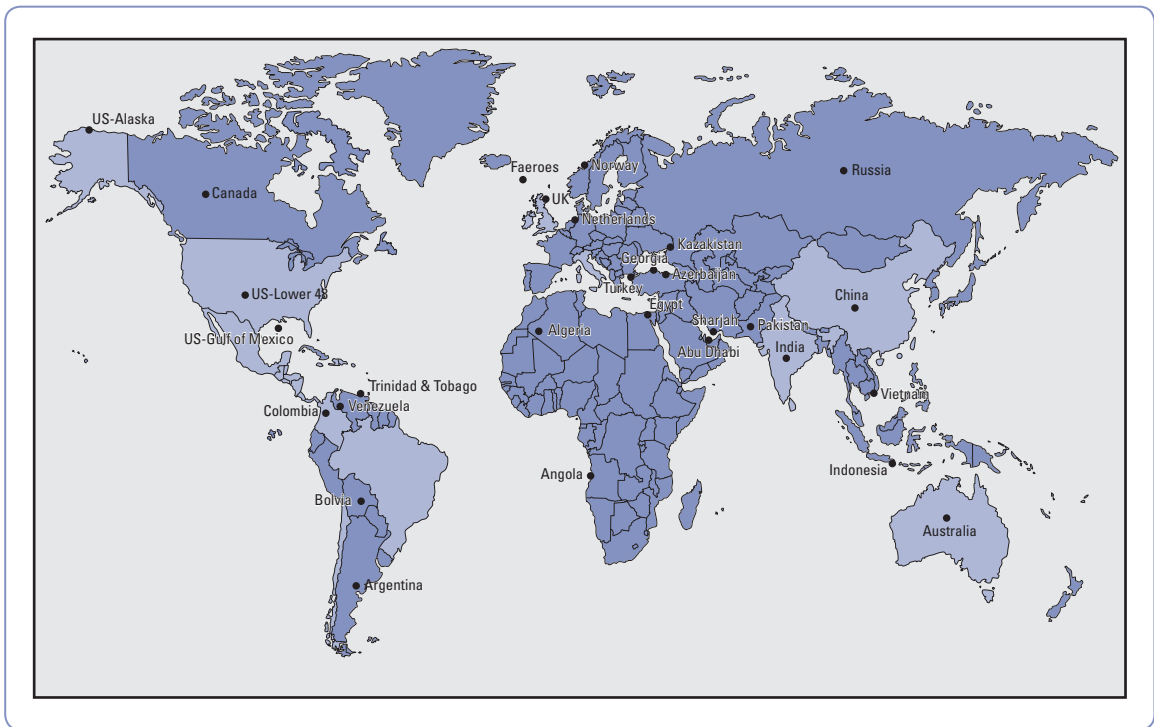 US-Alaska
Faeroes
Norway
Russia
Canada
UK
Netherlands
Kazakistan
Georgia
Azerbaijan
Turkey
US-Lower 48
China
Egypt
Sharjah
Pakistan
US-Gulf of Mexico
Algeria
India
Abu Dhabi
Trinidad & Tobago
Vietnam
Colombia
Venezuela
Indonesia
Angola
Bolvia
Australia
Argentina